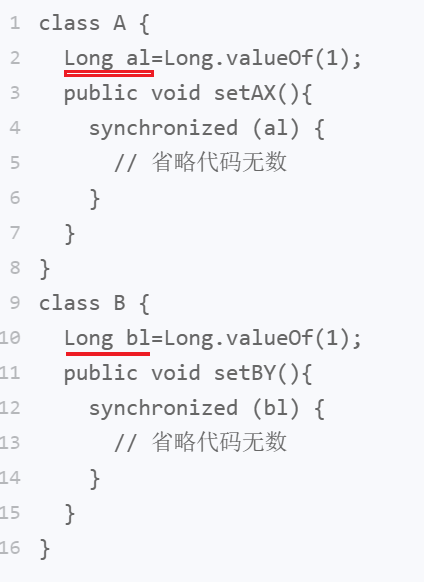 1 class A {
2   Long al=Long.valueOf(1);
3   public void setAX(){
4     synchronized (al) {
5       // 省略代码无数
6     }
7   }
8 }
9 class B {
10   Long bl=Long.valueOf(1);
11   public void setBY(){
12     synchronized (bl) {
13       // 省略代码无数
14     }
15   }
16 }